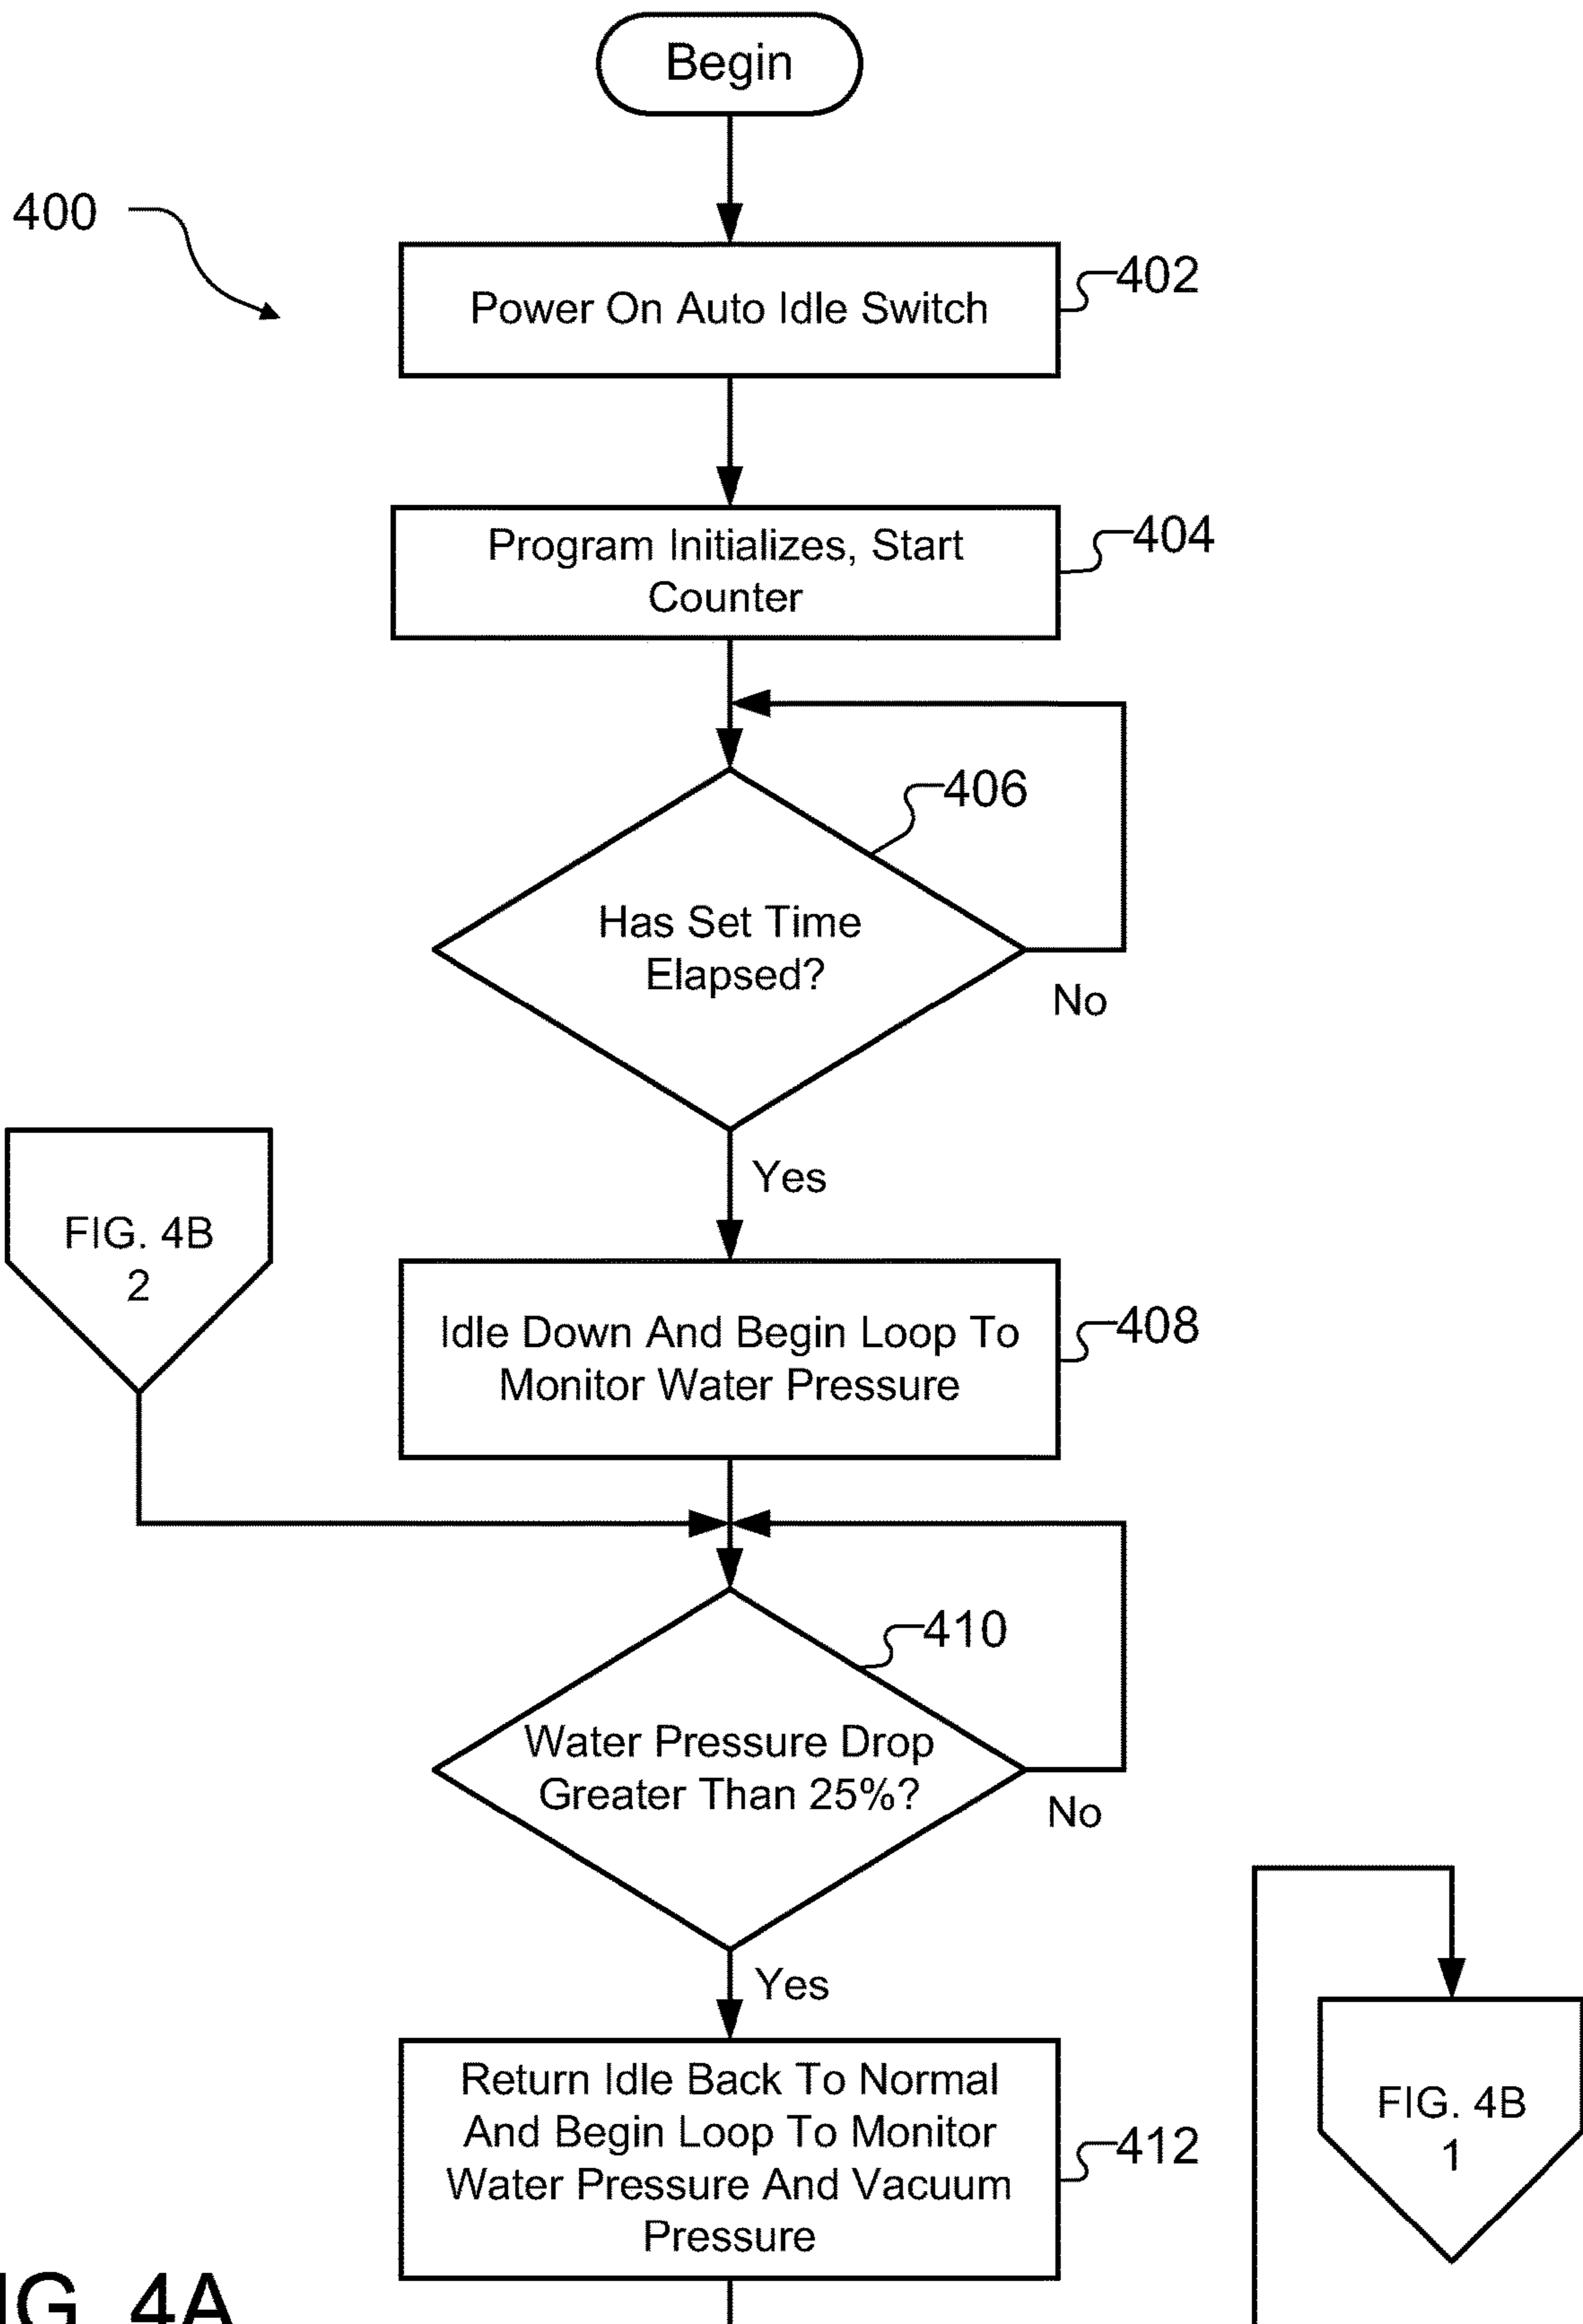 Begin
400
Power On Auto Idle Switch
402
Program Initializes, Start
Counter
404
406
Has Set Time
Elapsed?
No
Yes
FIG. 4B
2
Idle Down And Begin Loop To
Monitor Water Pressure
408
410
Water Pressure Drop
Greater Than 25%?
No
Yes
Return Idle Back To Normal
And Begin Loop To Monitor
Water Pressure And Vacuum
Pressure
412
FIG. 4B
1
IG. 4A